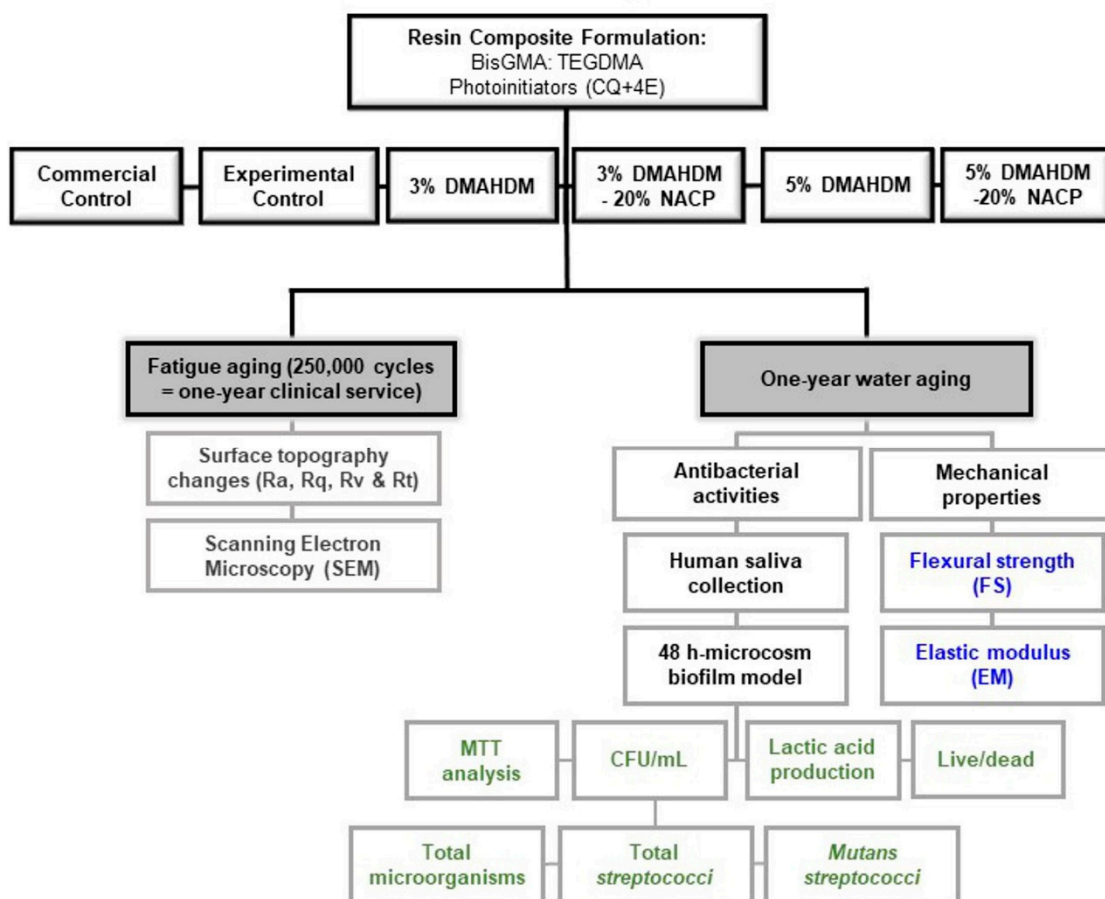 Resin Composite Formulation:
BisGMA: TEGDMA
Photoinitiators (CQ+4E)
Commercial
Control
Experimental
Control
3% DMAHDM
3% DMAHDM
- 20% NACP
5% DMAHDM
5% DMAHDM
-20% NACP
Fatigue aging (250,000 cycles
= one-year clinical service)
One-year water aging
Surface topography
changes (Ra, Rq, Rv & Rt)
Scanning Electron
Microscopy (SEM)
Antibacterial
activities
Mechanical
properties
Human saliva
collection
Flexural strength
(FS)
48 h-microcosm
biofilm model
Elastic modulus
(EM)
MTT
analysis
CFU/mL
Lactic acid
production
Live/dead
Total
microorganisms
Total
streptococci
Mutans
streptococci